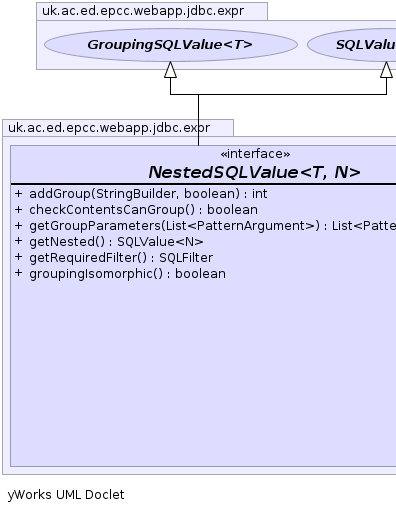 uk.ac.ed.epcc.webapp.jdbc.expr
GroupingSQLValue<T>
SQLValu
uk.ac.ed.epcc.webapp.jdbc.expr
«interface»
NestedSQLValue<T, N>
+ addGroup(StringBuilder, boolean) : int
+ checkContentsCanGroup() : boolean
+ getGroupParameters(List<PatternArgument>) : List<Patte
+ getNested() : SQLValue<N>
+ getRequiredFilter() : SQLFilter
+ groupingIsomorphic() : boolean
yWorks UML Doclet